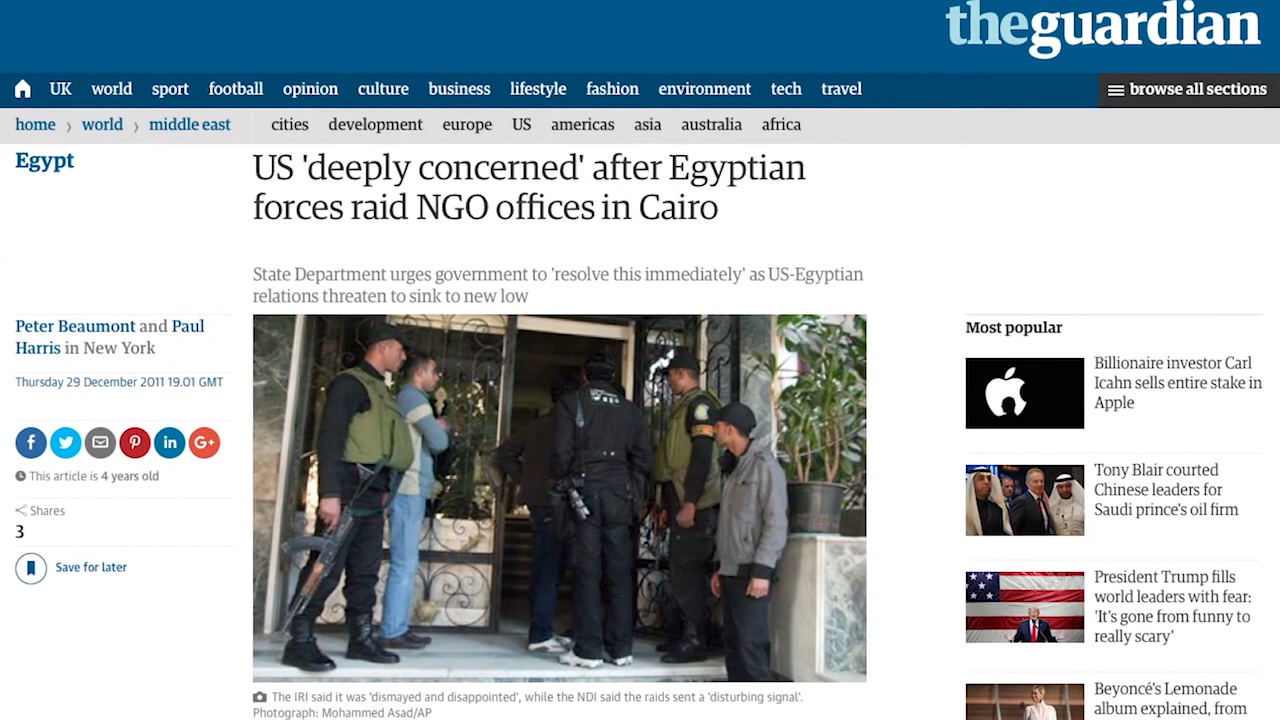 theguardian
UK world sport football opinion culture business lifestyle fashion environment tech travel browse all sections
home › world › middle east cities development europe US americas asia australia africa
Egypt
US 'deeply concerned' after Egyptian
forces raid NGO offices in Cairo
State Department urges government to 'resolve this immediately' as US-Egyptian
relations threaten to sink to new low
Peter Beaumont and Paul
Harris in New York
Thursday 29 December 2011 19.01 GMT
This article is 4 years old
Shares
3
Save for later
The IRI said it was 'dismayed and disappointed', while the NDI said the raids sent a 'disturbing signal'.
Photograph: Mohammed Asad/AP
Most popular
Billionaire investor Carl
Icahn sells entire stake in
Apple
Tony Blair courted
Chinese leaders for
Saudi prince's oil firm
President Trump fills
world leaders with fear:
'It's gone from funny to
really scary'
Beyoncé's Lemonade
album explained, from